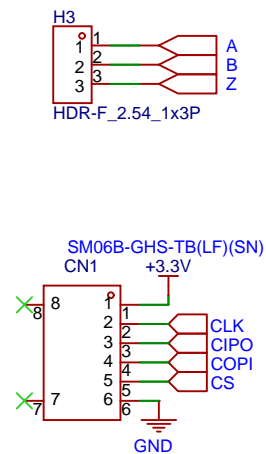 H3
1 1 A
2 2 B
3 3 Z
HDR-F_2.54_1x3P
SM06B-GHS-TB(LF)(SN)
CN1 +3.3V
8 8 1 1
2 2 CLK
3 3 CIPO
4 4 COPI
5 5 CS
7 7 6 6
GND